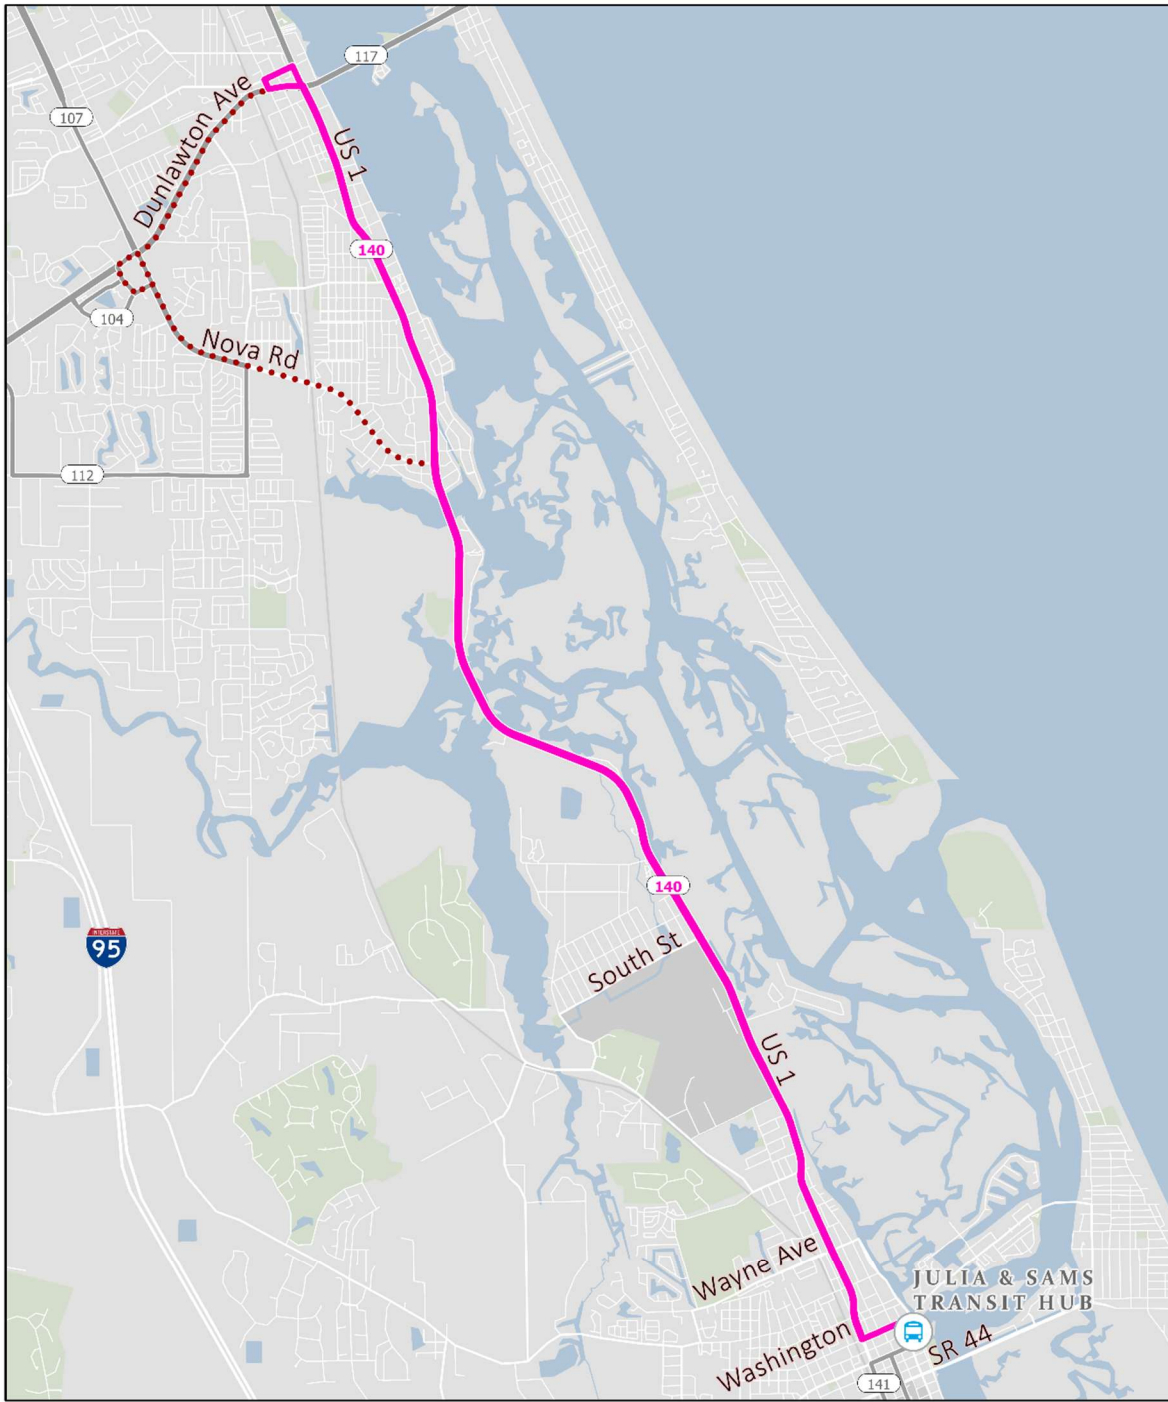 117
Dunlawton Ave
107
US 1
140
104
Nova Rd
112
140
INTERSTATE
95
South St
US 1
Wayne Ave
JULIA & SAMS
TRANSIT HUB
Washington
SR 44
141